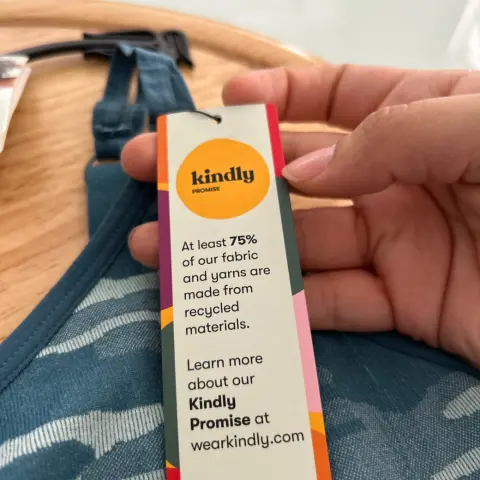 kindly
PROMISE
At least 75%
of our fabric
and yarns are
made from
recycled
materials.
Learn more
about our
Kindly
Promise at
wearkindly.com